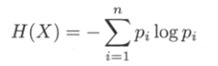 H(X) = -\sum_{i=1}^{n} p_i \log p_i